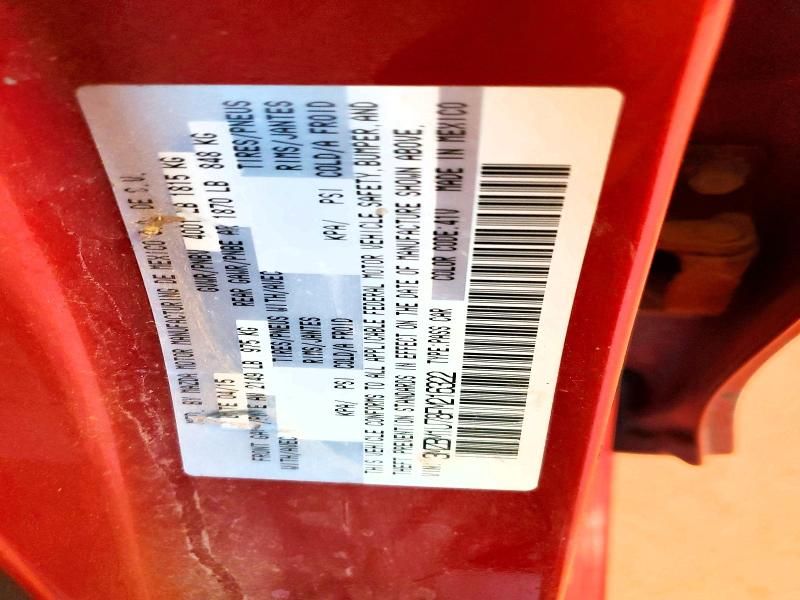 MFD BY MAZDA MOTOR MANUFACTURING DE MEXICO S.A. DE C.V.
DATE 04/15 GVWR/PNBV 4001 LB 1815 KG
FRONT GAWR/PNBE AV 2149 LB 975 KG REAR GAWR/PNBE AR 1870 LB 848 KG
WITH/AVEC TIRES/PNEUS WITH/AVEC TIRES/PNEUS
RIMS/JANTES RIMS/JANTES
KPA/ PSI COLD/A FROID KPA/ PSI COLD/A FROID
THIS VEHICLE CONFORMS TO ALL APPLICABLE FEDERAL MOTOR VEHICLE SAFETY, BUMPER AND
THEFT PREVENTION STANDARDS IN EFFECT ON THE DATE OF MANUFACTURE SHOWN ABOVE.
VIN: TYPE:PASS CAR COLOR CODE:41V MADE IN MEXICO